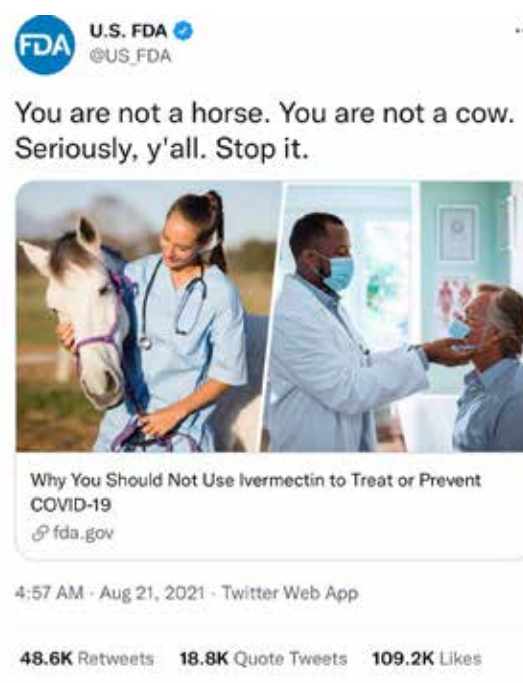 FDA
U.S. FDA
@US_FDA
You are not a horse. You are not a cow.
Seriously, y'all. Stop it.
Why You Should Not Use Ivermectin to Treat or Prevent
COVID-19
fda.gov
4:57 AM · Aug 21, 2021 · Twitter Web App
48.6K Retweets 18.8K Quote Tweets 109.2K Likes